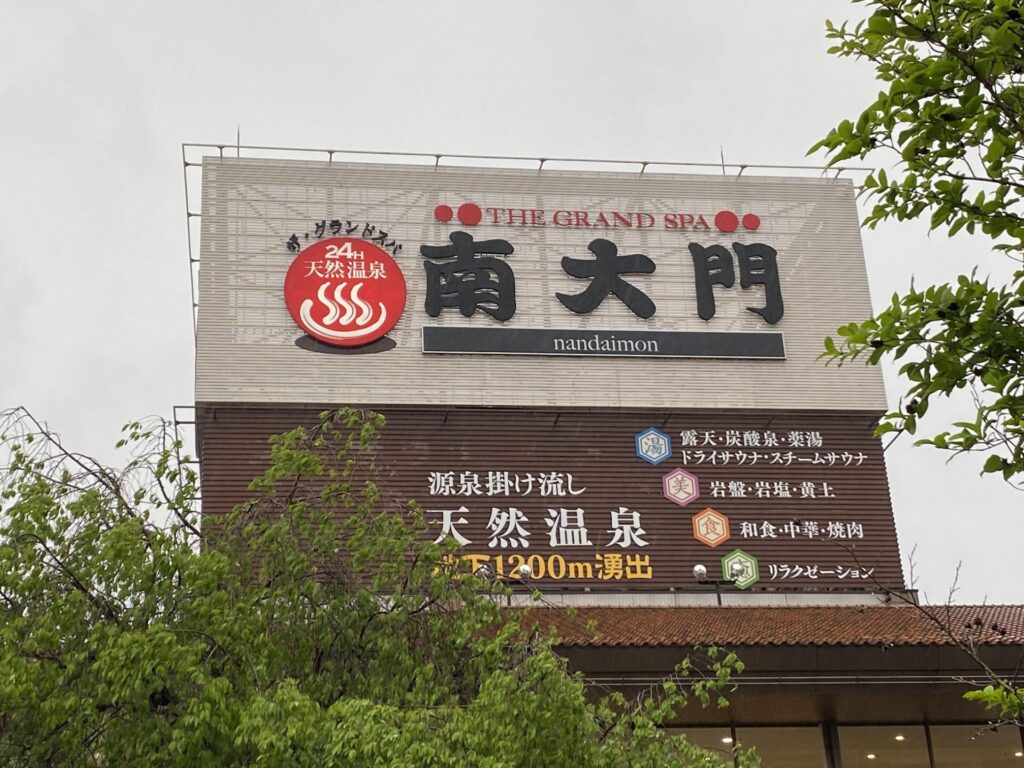 THE GRAND SPA
ザ・グランドスパ
24H
天然温泉
南大門
nandaimon
源泉掛け流し
天然温泉
地下1200m湧出
湯 露天・炭酸泉・薬湯
ドライサウナ・スチームサウナ
美 岩盤・岩塩・黄土
食 和食・中華・焼肉
リラクゼーション